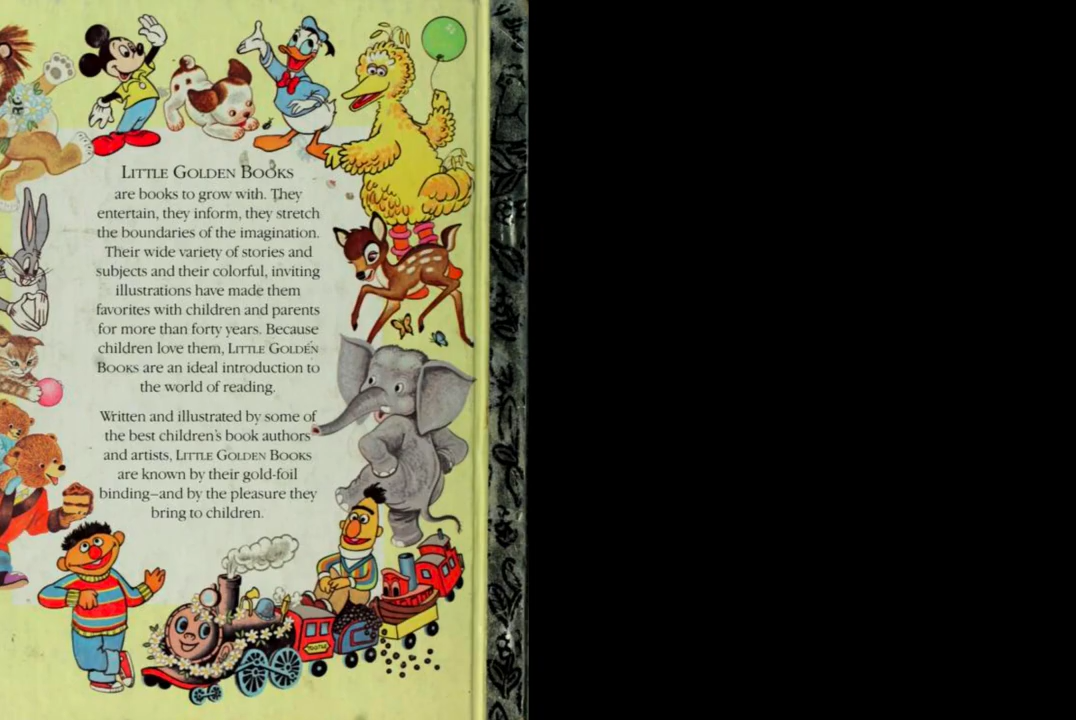 LITTLE GOLDEN BOOKS
are books to grow with. They
entertain, they inform, they stretch
the boundaries of the imagination.
Their wide variety of stories and
subjects and their colorful, inviting
illustrations have made them
favorites with children and parents
for more than forty years. Because
children love them, LITTLE GOLDEN
BOOKS are an ideal introduction to
the world of reading.
Written and illustrated by some of
the best children's book authors
and artists, LITTLE GOLDEN BOOKS
are known by their gold-foil
binding—and by the pleasure they
bring to children.